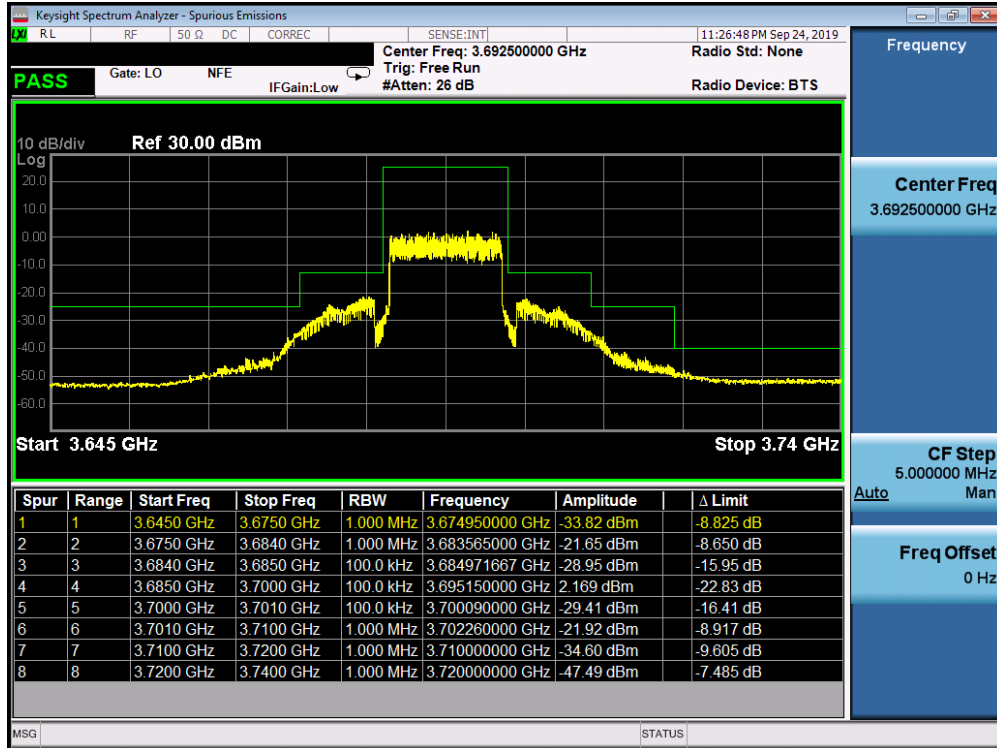 Keysight Spectrum Analyzer - Spurious Emissions
LXI RL RF 50 Ω DC CORREC SENSE:INT 11:26:48 PM Sep 24, 2019
Center Freq: 3.692500000 GHz Radio Std: None
Trig: Free Run
PASS Gate: LO NFE IFGain:Low #Atten: 26 dB Radio Device: BTS
Frequency
10 dB/div Ref 30.00 dBm
Log
20.0
10.0
0.00
-10.0
-20.0
-30.0
-40.0
-50.0
-60.0
Start 3.645 GHz Stop 3.74 GHz
Center Freq
3.692500000 GHz
CF Step
5.000000 MHz
Auto Man
Freq Offset
0 Hz
Spur Range Start Freq Stop Freq RBW Frequency Amplitude Δ Limit
1 1 3.6450 GHz 3.6750 GHz 1.000 MHz 3.674950000 GHz -33.82 dBm -8.825 dB
2 2 3.6750 GHz 3.6840 GHz 1.000 MHz 3.683565000 GHz -21.65 dBm -8.650 dB
3 3 3.6840 GHz 3.6850 GHz 100.0 kHz 3.684971667 GHz -28.95 dBm -15.95 dB
4 4 3.6850 GHz 3.7000 GHz 100.0 kHz 3.695150000 GHz 2.169 dBm -22.83 dB
5 5 3.7000 GHz 3.7010 GHz 100.0 kHz 3.700090000 GHz -29.41 dBm -16.41 dB
6 6 3.7010 GHz 3.7100 GHz 1.000 MHz 3.702260000 GHz -21.92 dBm -8.917 dB
7 7 3.7100 GHz 3.7200 GHz 1.000 MHz 3.710000000 GHz -34.60 dBm -9.605 dB
8 8 3.7200 GHz 3.7400 GHz 1.000 MHz 3.720000000 GHz -47.49 dBm -7.485 dB
MSG STATUS